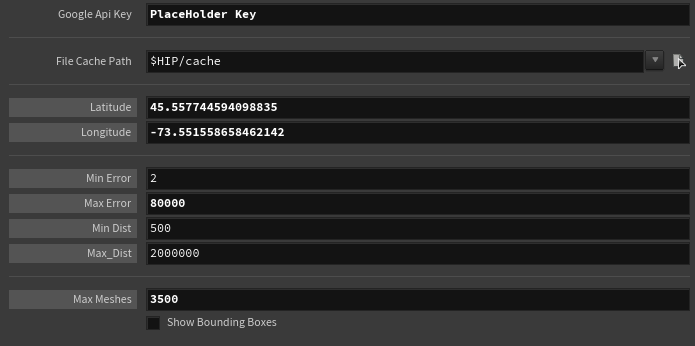 Google Api Key PlaceHolder Key
File Cache Path $HIP/cache
Latitude 45.557744594098835
Longitude -73.551558658462142
Min Error 2
Max Error 80000
Min Dist 500
Max_Dist 2000000
Max Meshes 3500
Show Bounding Boxes